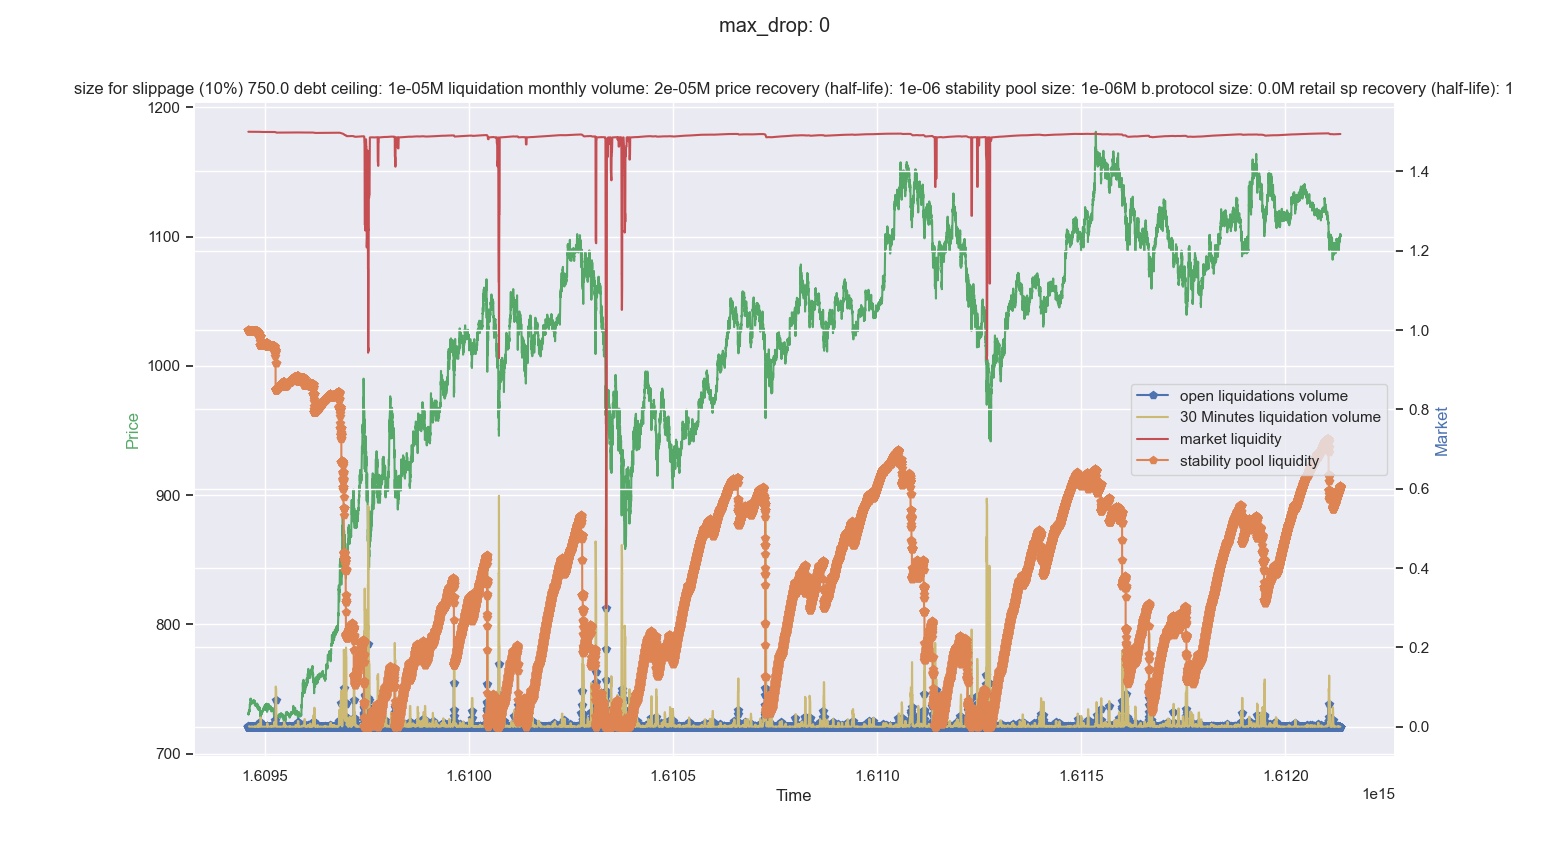 max_drop: 0
size for slippage (10%) 750.0 debt ceiling: 1e-05M liquidation monthly volume: 2e-05M price recovery (half-life): 1e-06 stability pool size: 1e-06M b.protocol size: 0.0M retail sp recovery (half-life): 1
1200
1100
1000
900
800
700
Price
1.4
1.2
1.0
0.8
0.6
0.4
0.2
0.0
Market
open liquidations volume
30 Minutes liquidation volume
market liquidity
stability pool liquidity
1.6095 1.6100 1.6105 1.6110 1.6115 1.6120
Time
1e15